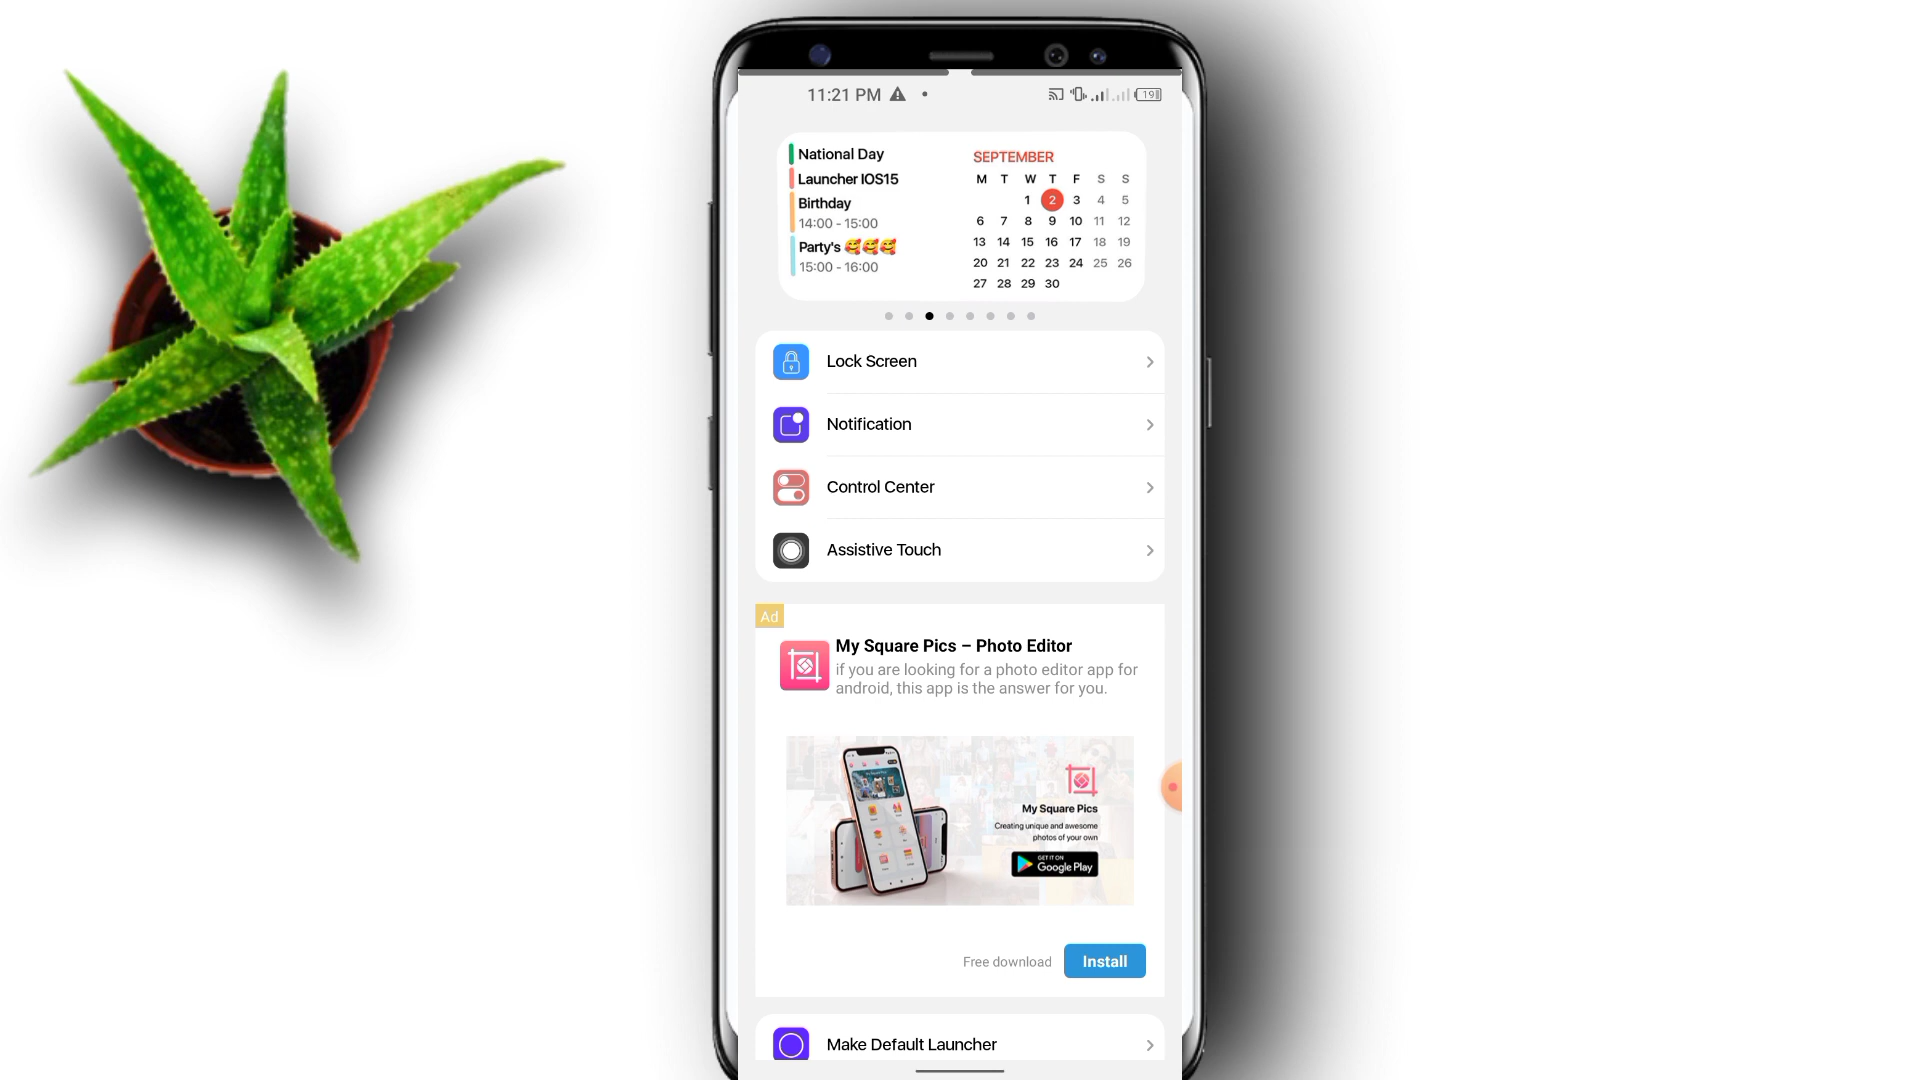 11:21 PM
19
National Day
Launcher IOS15
Birthday
14:00 - 15:00
Party's 🥰🥰🥰
15:00 - 16:00
SEPTEMBER
M T W T F S S
1 2 3 4 5
6 7 8 9 10 11 12
13 14 15 16 17 18 19
20 21 22 23 24 25 26
27 28 29 30
Lock Screen
Notification
Control Center
Assistive Touch
Ad
My Square Pics – Photo Editor
if you are looking for a photo editor app for
android, this app is the answer for you.
My Square Pics
Creating unique and awesome
photos of your own
GET IT ON
Google Play
Free download
Install
Make Default Launcher